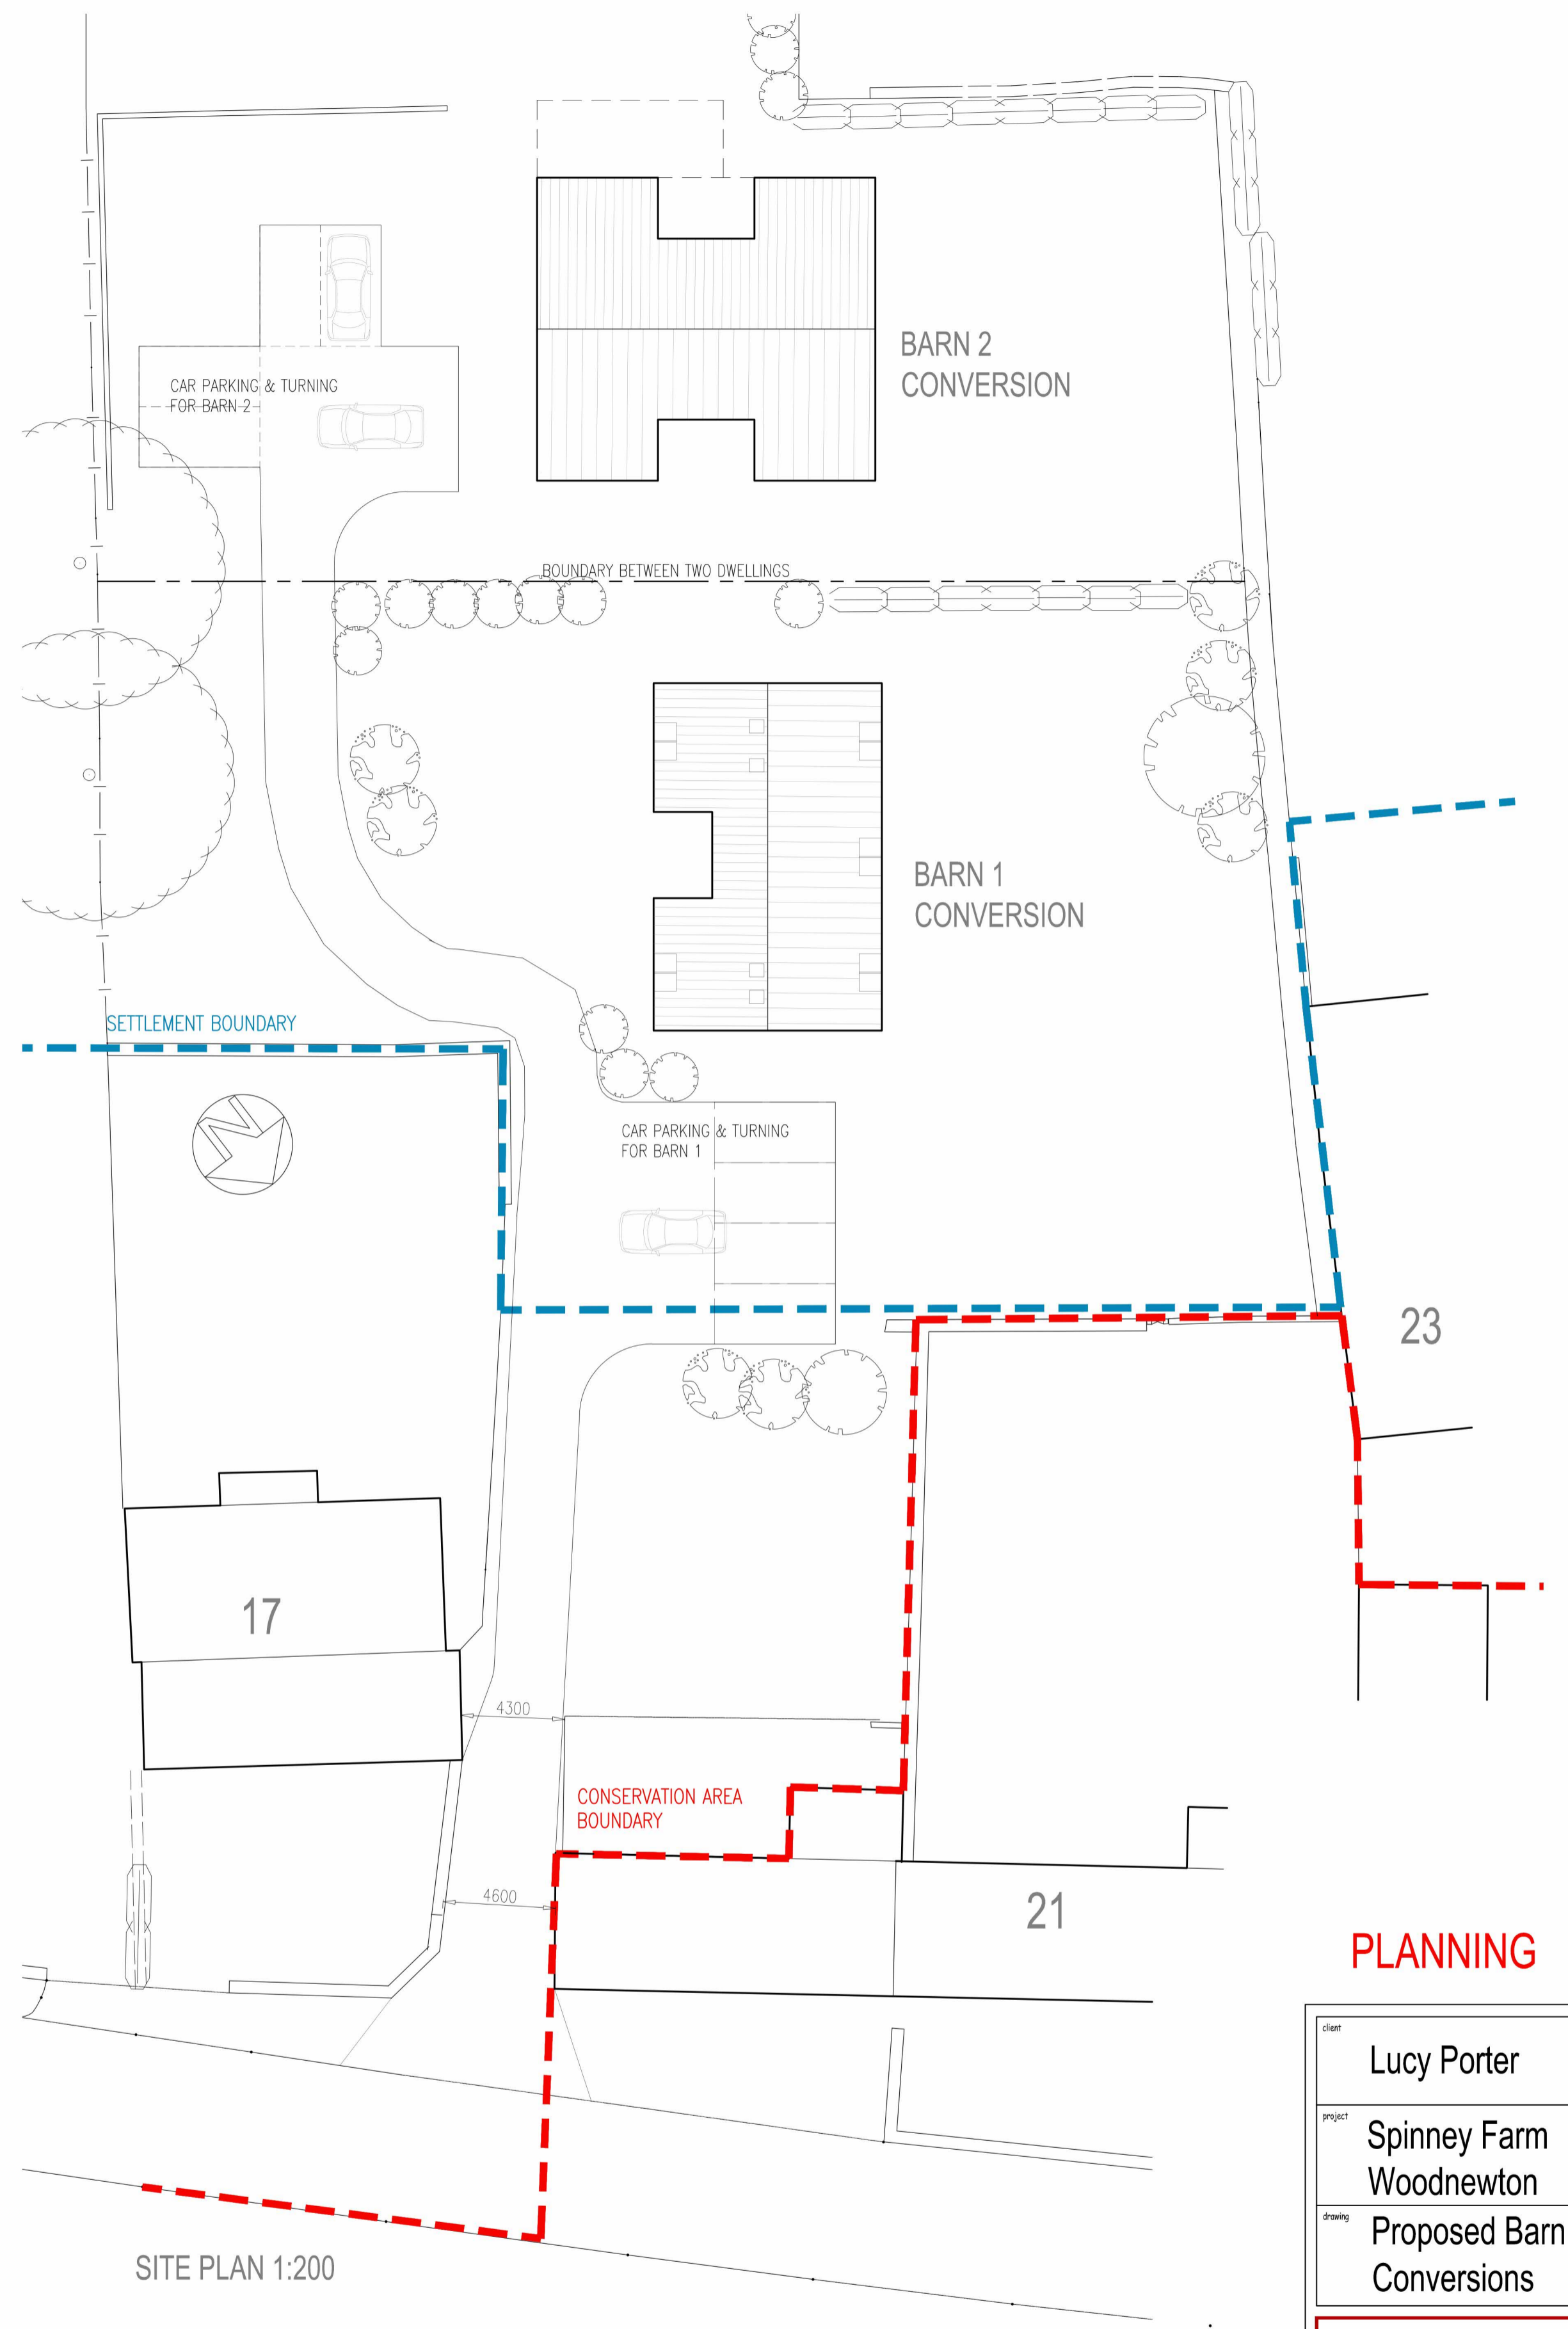 BARN 2
CONVERSION
CAR PARKING & TURNING
FOR BARN 2
BOUNDARY BETWEEN TWO DWELLINGS
BARN 1
CONVERSION
SETTLEMENT BOUNDARY
N
CAR PARKING & TURNING
FOR BARN 1
23
17
4300
CONSERVATION AREA
BOUNDARY
4600
21
PLANNING
client
Lucy Porter
project
Spinney Farm
Woodnewton
drawing
Proposed Barn
Conversions
SITE PLAN 1:200